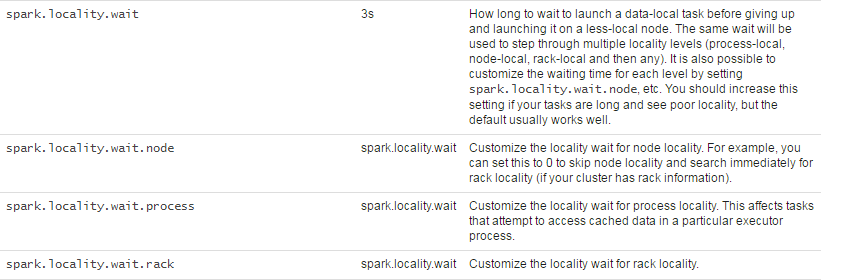 spark.locality.wait 3s How long to wait to launch a data-local task before giving up
and launching it on a less-local node. The same wait will be
used to step through multiple locality levels (process-local,
node-local, rack-local and then any). It is also possible to
customize the waiting time for each level by setting
spark.locality.wait.node, etc. You should increase this
setting if your tasks are long and see poor locality, but the
default usually works well.
spark.locality.wait.node spark.locality.wait Customize the locality wait for node locality. For example, you
can set this to 0 to skip node locality and search immediately for
rack locality (if your cluster has rack information).
spark.locality.wait.process spark.locality.wait Customize the locality wait for process locality. This affects tasks
that attempt to access cached data in a particular executor
process.
spark.locality.wait.rack spark.locality.wait Customize the locality wait for rack locality.